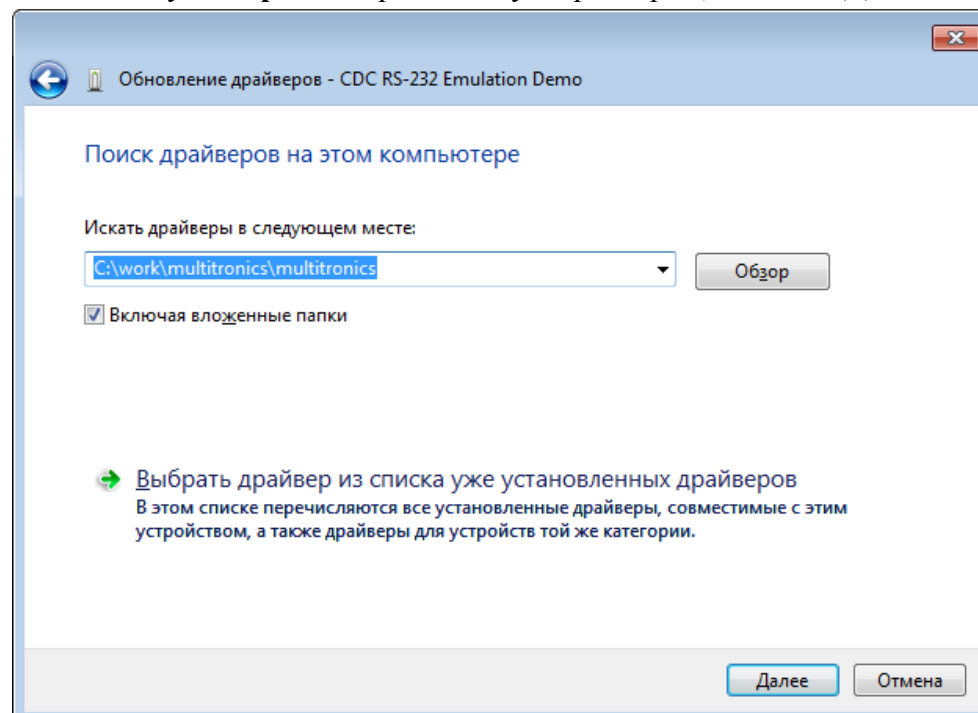 Обновление драйверов - CDC RS-232 Emulation Demo
Поиск драйверов на этом компьютере
Искать драйверы в следующем месте:
C:\work\multitronics\multitronics
Обзор
Включая вложенные папки
Выбрать драйвер из списка уже установленных драйверов
В этом списке перечисляются все установленные драйверы, совместимые с этим
устройством, а также драйверы для устройств той же категории.
Далее Отмена